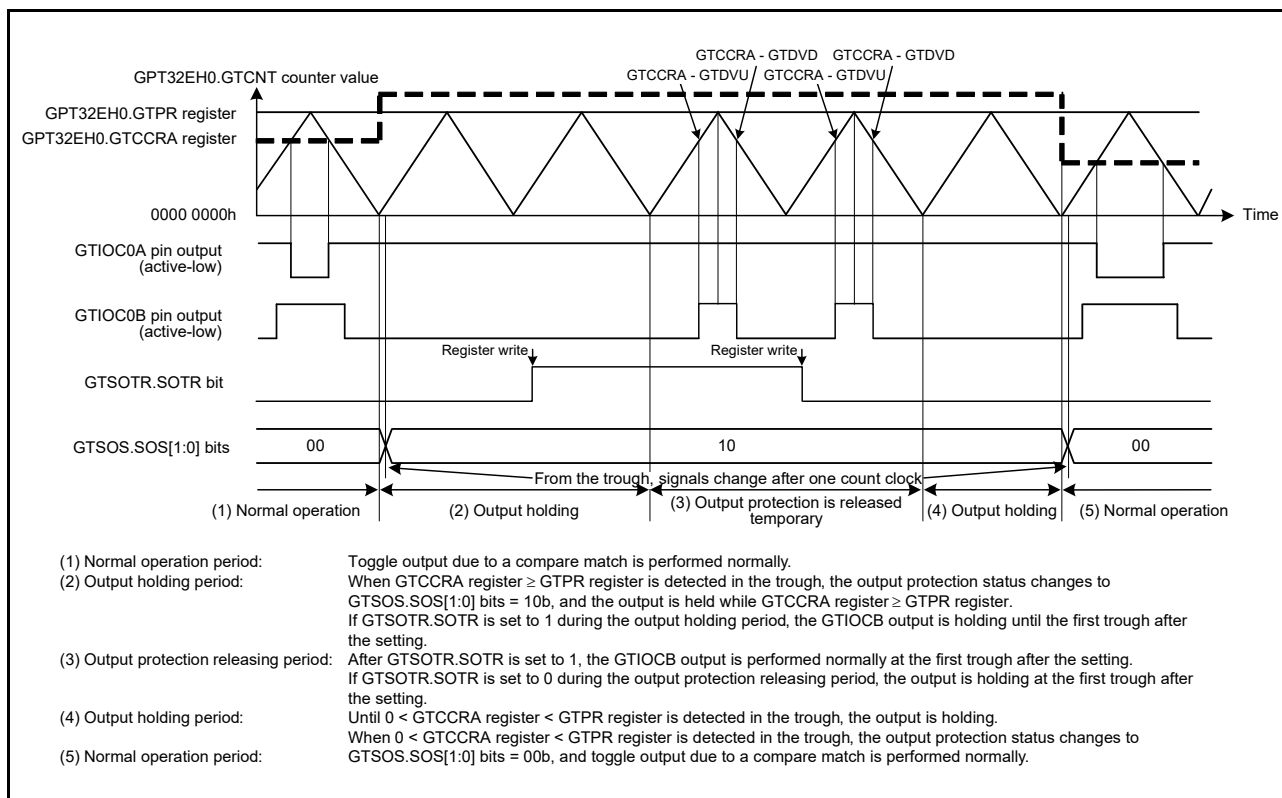 GTCCRA - GTDVD GTCCRA - GTDVD
GPT32EH0.GTCNT counter value
GTCCRA - GTDVU GTCCRA - GTDVU
GPT32EH0.GTPR register
GPT32EH0.GTCCRA register
0000 0000h
Time
GTIOC0A pin output
(active-low)
GTIOC0B pin output
(active-low)
Register write Register write
GTSOTR.SOTR bit
GTSOS.SOS[1:0] bits 00 10 00
From the trough, signals change after one count clock
(1) Normal operation (2) Output holding (3) Output protection is released temporary (4) Output holding (5) Normal operation
(1) Normal operation period: Toggle output due to a compare match is performed normally.
(2) Output holding period: When GTCCRA register ≥ GTPR register is detected in the trough, the output protection status changes to
GTSOS.SOS[1:0] bits = 10b, and the output is held while GTCCRA register ≥ GTPR register.
If GTSOTR.SOTR is set to 1 during the output holding period, the GTIOCB output is holding until the first trough after
the setting.
(3) Output protection releasing period: After GTSOTR.SOTR is set to 1, the GTIOCB output is performed normally at the first trough after the setting.
If GTSOTR.SOTR is set to 0 during the output protection releasing period, the output is holding at the first trough after
the setting.
(4) Output holding period: Until 0 < GTCCRA register < GTPR register is detected in the trough, the output is holding.
When 0 < GTCCRA register < GTPR register is detected in the trough, the output protection status changes to
(5) Normal operation period: GTSOS.SOS[1:0] bits = 00b, and toggle output due to a compare match is performed normally.